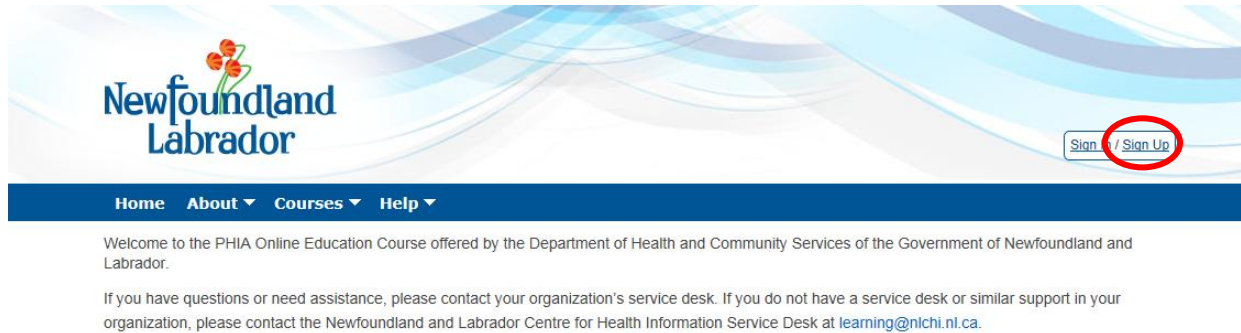 Newfoundland
Labrador
Sign In / Sign Up
Home About Courses Help
Welcome to the PHIA Online Education Course offered by the Department of Health and Community Services of the Government of Newfoundland and
Labrador.
If you have questions or need assistance, please contact your organization’s service desk. If you do not have a service desk or similar support in your
organization, please contact the Newfoundland and Labrador Centre for Health Information Service Desk at learning@nlchi.nl.ca.